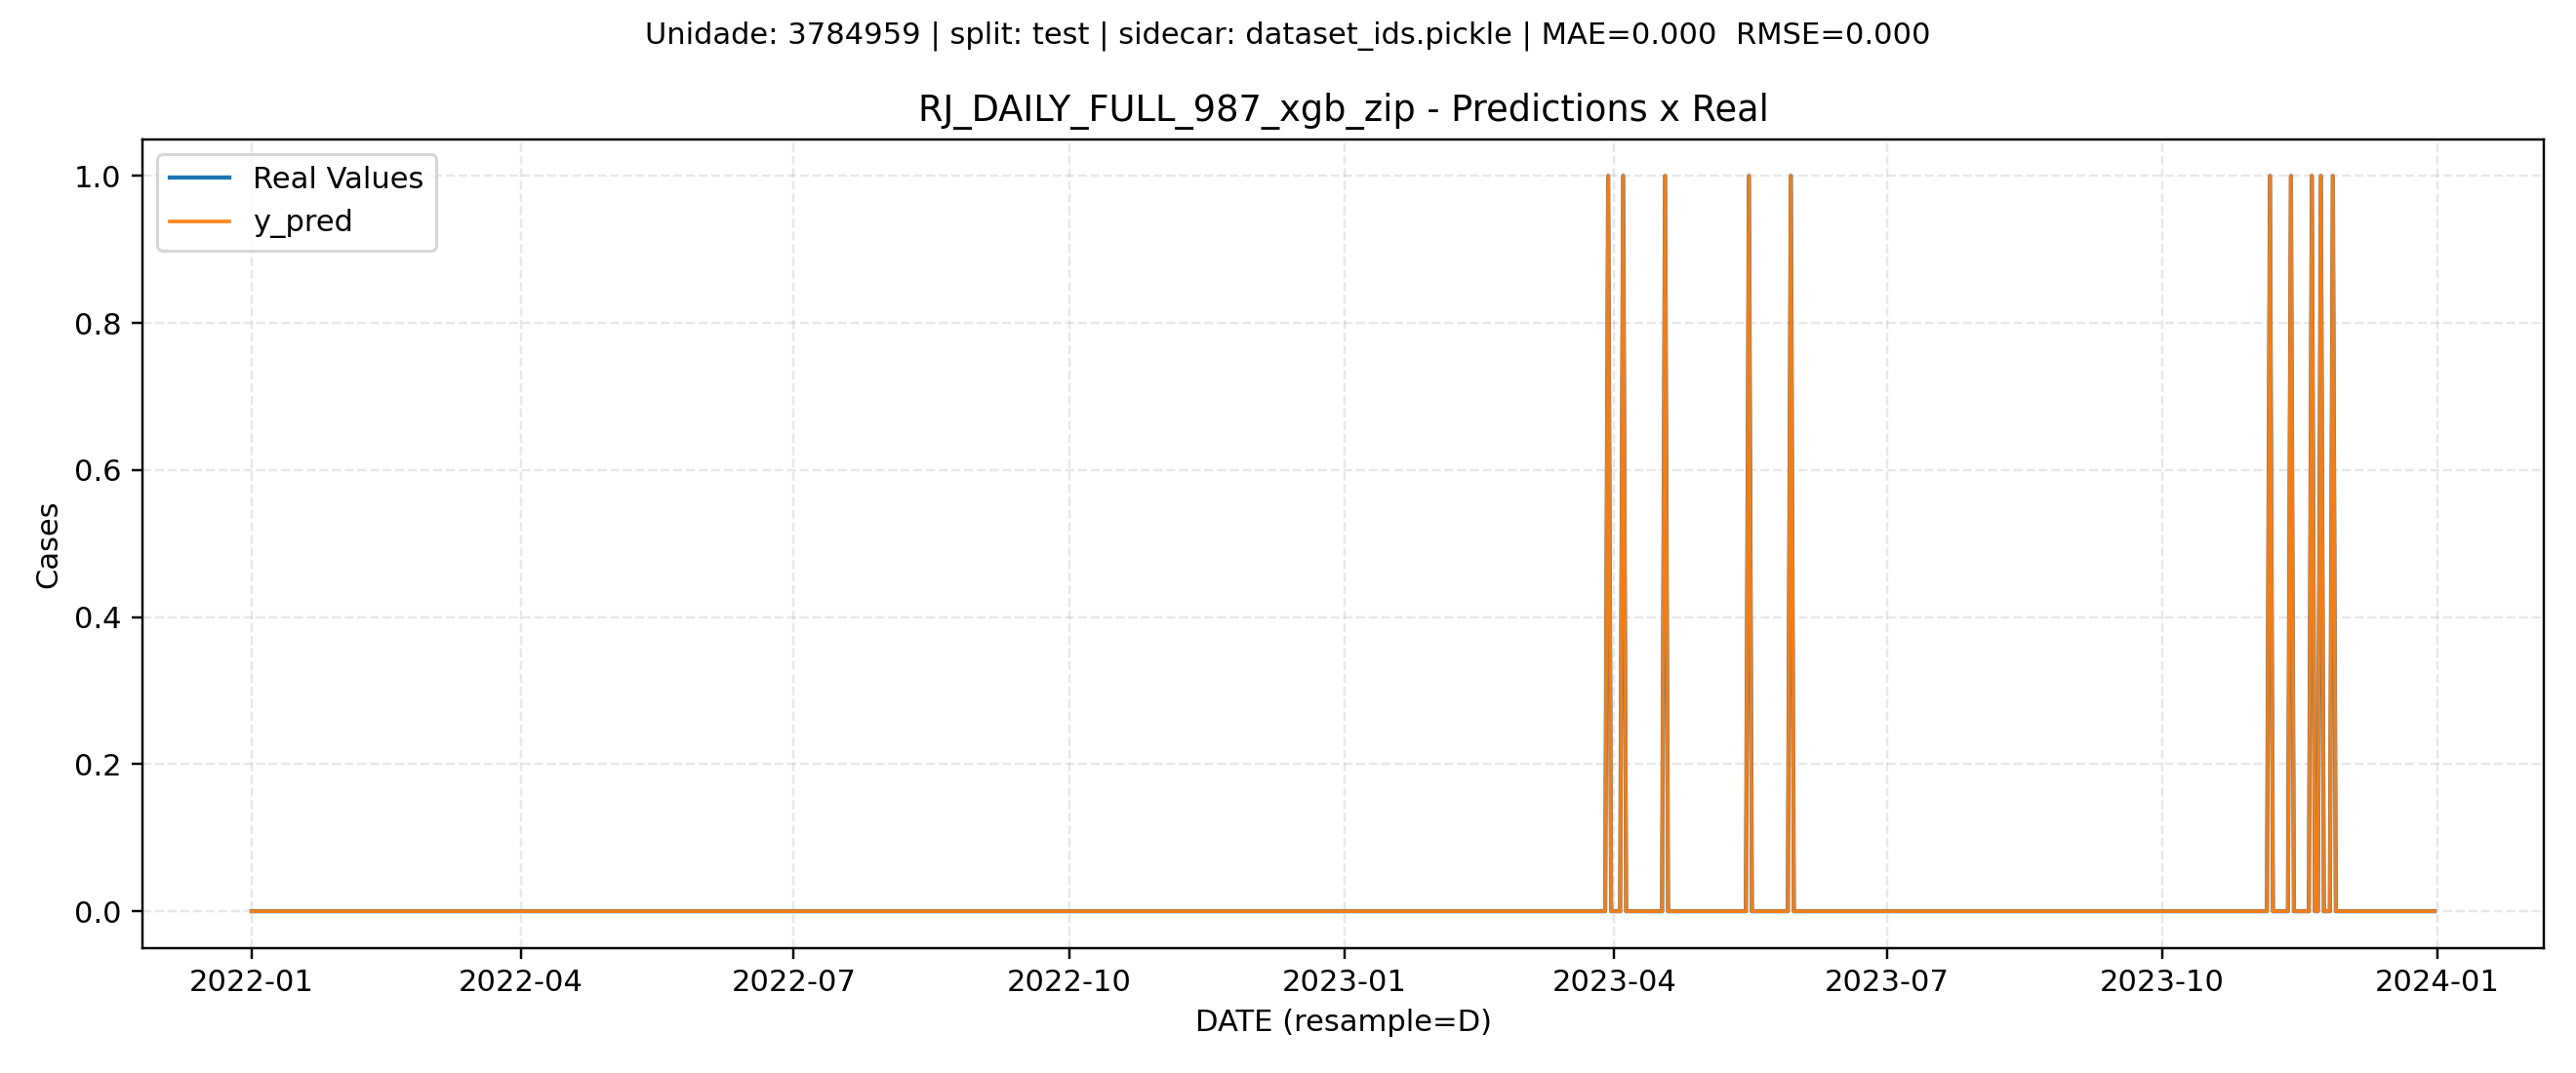 Unidade: 3784959 | split: test | sidecar: dataset_ids.pickle | MAE=0.000  RMSE=0.000
RJ_DAILY_FULL_987_xgb_zip - Predictions x Real
Real Values
y_pred
1.0
0.8
0.6
0.4
0.2
0.0
Cases
2022-01 2022-04 2022-07 2022-10 2023-01 2023-04 2023-07 2023-10 2024-01
DATE (resample=D)